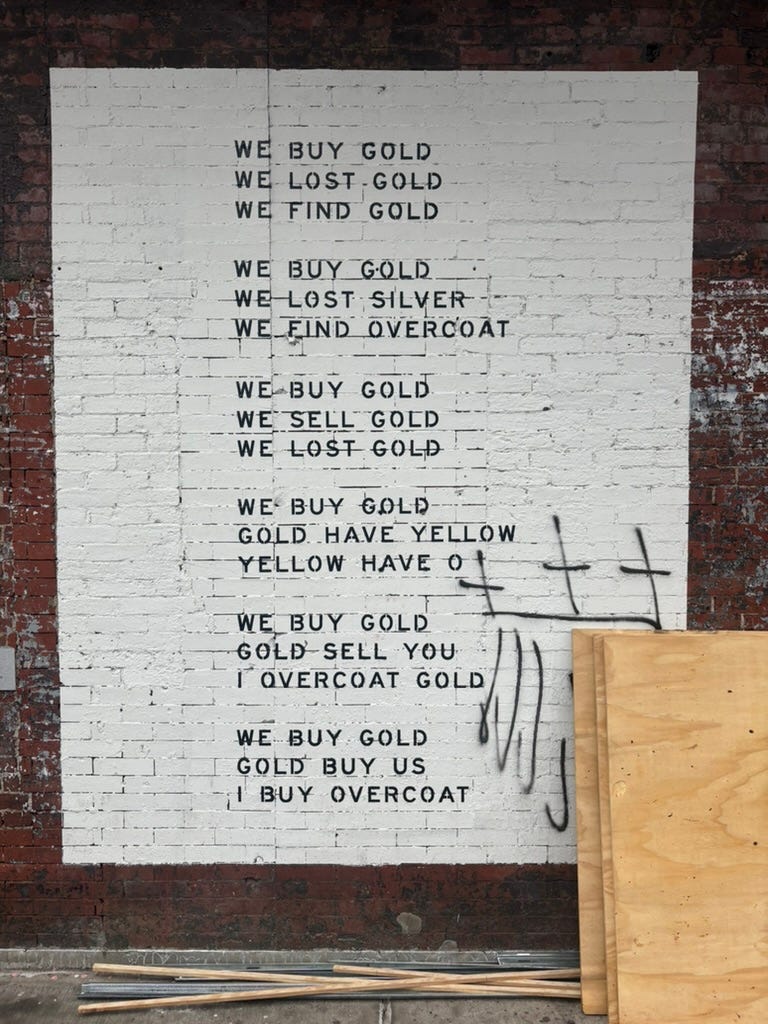 WE BUY GOLD
WE LOST GOLD
WE FIND GOLD
WE BUY GOLD
WE LOST SILVER
WE FIND OVERCOAT
WE BUY GOLD
WE SELL GOLD
WE LOST GOLD
WE BUY GOLD
GOLD HAVE YELLOW
YELLOW HAVE O
WE BUY GOLD
GOLD SELL YOU
I OVERCOAT GOLD
WE BUY GOLD
GOLD BUY US
I BUY OVERCOAT